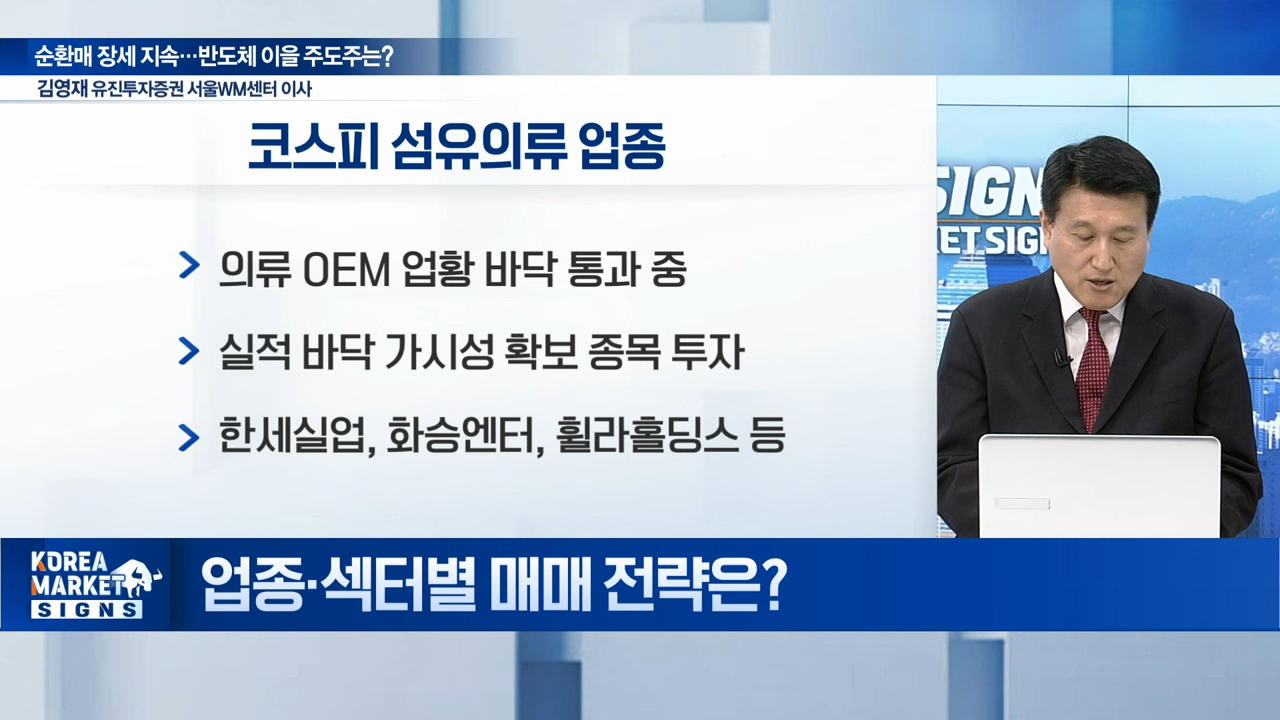 순환매 장세 지속…반도체 이을 주도주는?
김영재 유진투자증권 서울WM센터 이사
코스피 섬유의류 업종
의류 OEM 업황 바닥 통과 중
실적 바닥 가시성 확보 종목 투자
한세실업, 화승엔터, 휠라홀딩스 등
SIGN
KET SIGN
KOREA
MARKET
SIGNS
업종·섹터별 매매 전략은?